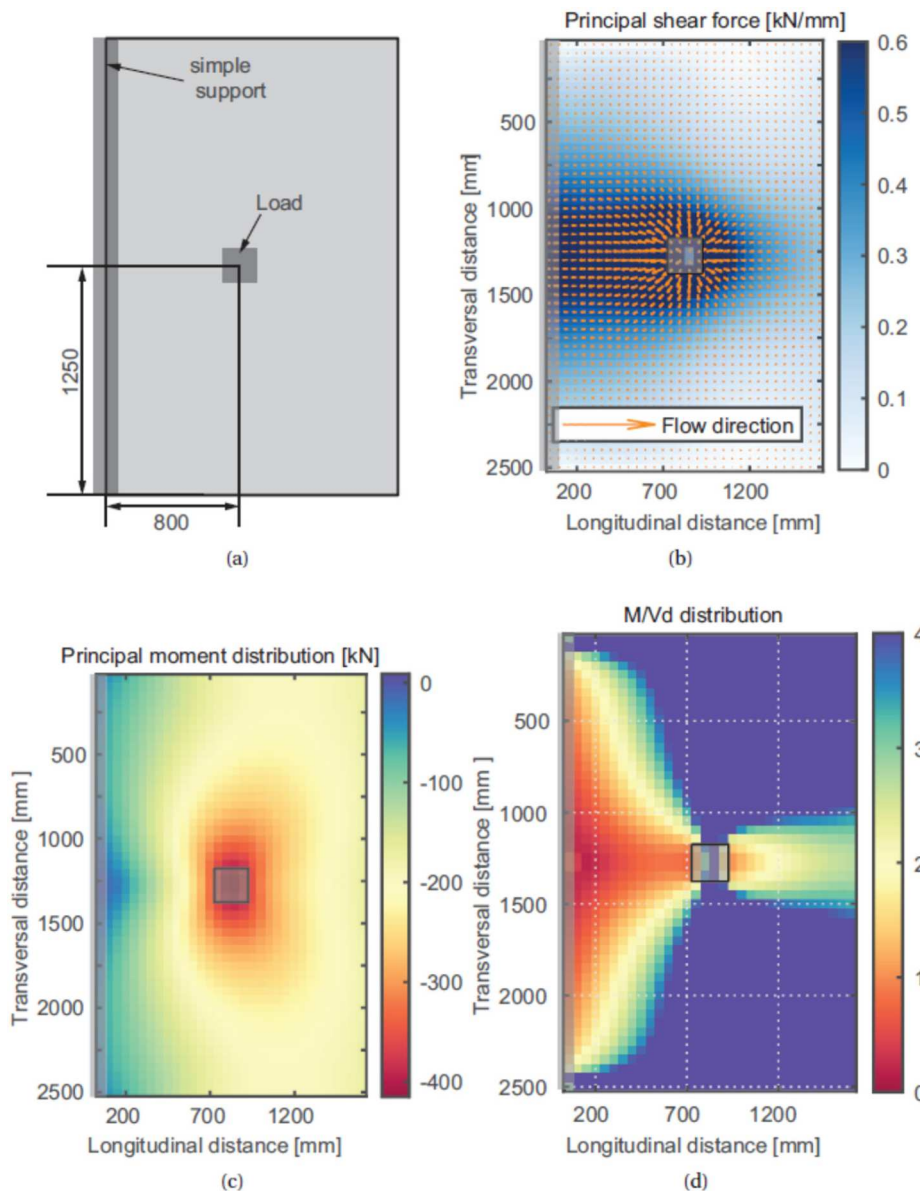 simple
support
Load
1250
800
(a)
Principal shear force [kN/mm]
0.6
0.5
0.4
0.3
0.2
0.1
0
500
1000
1500
2000
2500
Transversal distance [mm]
Flow direction
200 700 1200
Longitudinal distance [mm]
(b)
Principal moment distribution [kN]
0
-100
-200
-300
-400
500
1000
1500
2000
2500
Transversal distance [mm]
200 700 1200
Longitudinal distance [mm]
(c)
M/Vd distribution
4
3
2
1
0
500
1000
1500
2000
2500
Transversal distance [mm]
200 700 1200
Longitudinal distance [mm]
(d)